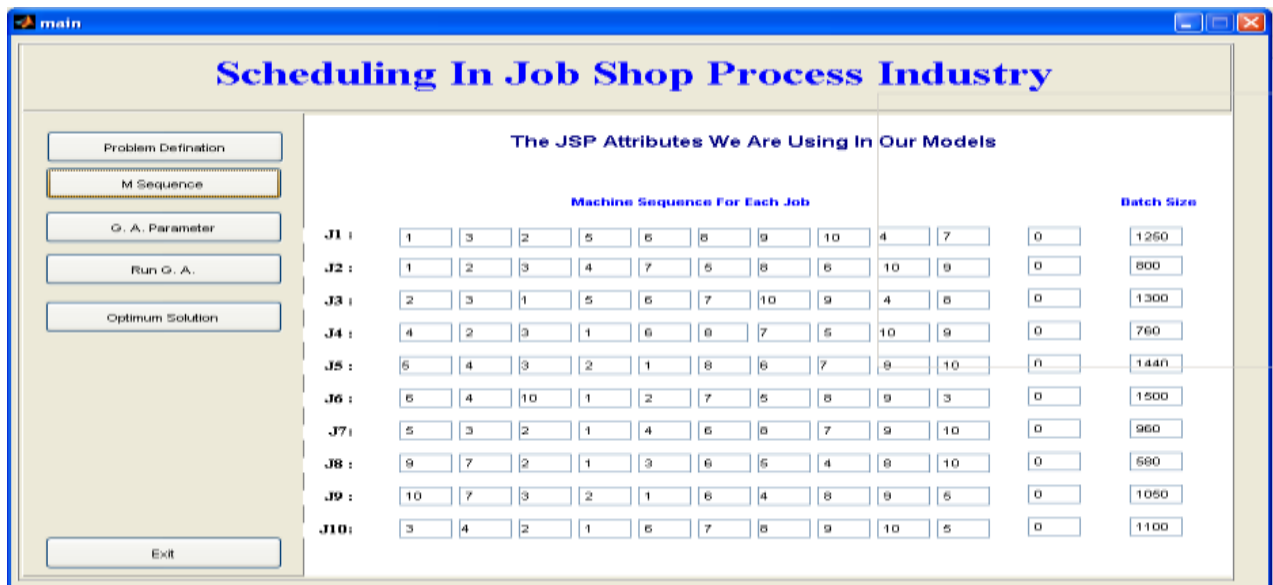 main
Scheduling In Job Shop Process Industry
Problem Defination
M Sequence
G. A. Parameter
Run G. A.
Optimum Solution
Exit
The JSP Attributes We Are Using In Our Models
Machine Sequence For Each Job Batch Size
J1 : 1 3 2 5 6 8 9 10 4 7 0
J2 : 1 2 3 4 7 5 8 6 10 9 0 800
J3 : 2 3 1 5 6 7 10 9 4 8 0 1300
J4 : 4 2 3 1 6 8 7 5 10 9 0
J5 : 5 4 3 2 1 8 6 7 9 10 0 1440
J6 : 6 4 10 1 2 7 5 8 9 3 0 1500
J7: 5 3 2 1 4 6 8 7 9 10 0
J8 : 9 7 2 1 3 6 5 4 8 10 0
J9 : 10 7 3 2 1 6 4 8 9 5 0
J10: 3 4 2 1 6 7 8 9 10 5 0 1100